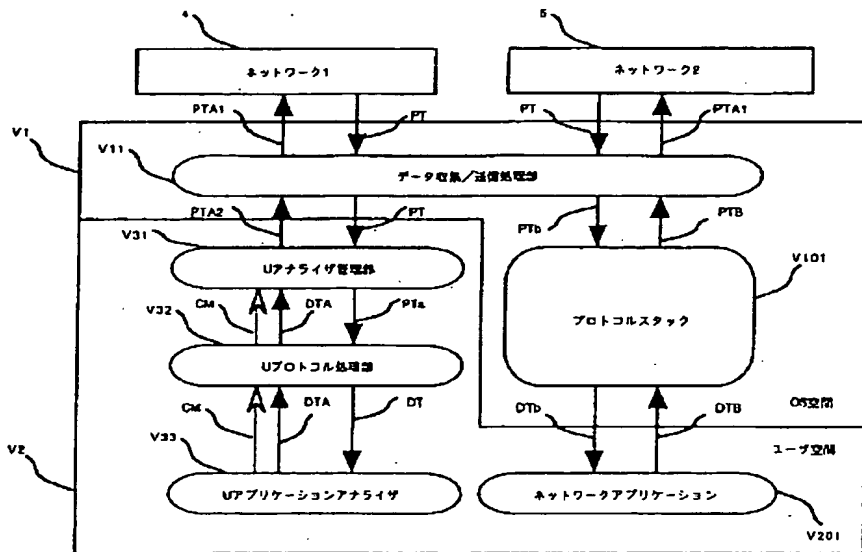 4
5
ネットワーク1
ネットワーク2
PTA1
PT
PT
PTA1
V1
V11
データ収集/送信処理部
PTA2
PT
PTb
PTB
V31
Uアナライザ管理部
V101
CM
DTA
PTa
V32
プロトコルスタック
Uプロトコル処理部
CM
DTA
DT
DTb
DTB
OS空間
V33
V2
ユーザ空間
Uアプリケーションアナライザ
ネットワークアプリケーション
V201